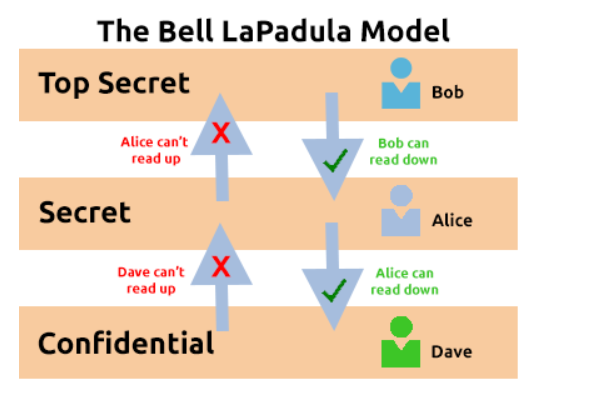 The Bell LaPadula Model
Top Secret
Bob
X
Alice can't
read up
Bob can
read down
Secret
Alice
X
Dave can't
read up
Alice can
read down
Confidential
Dave